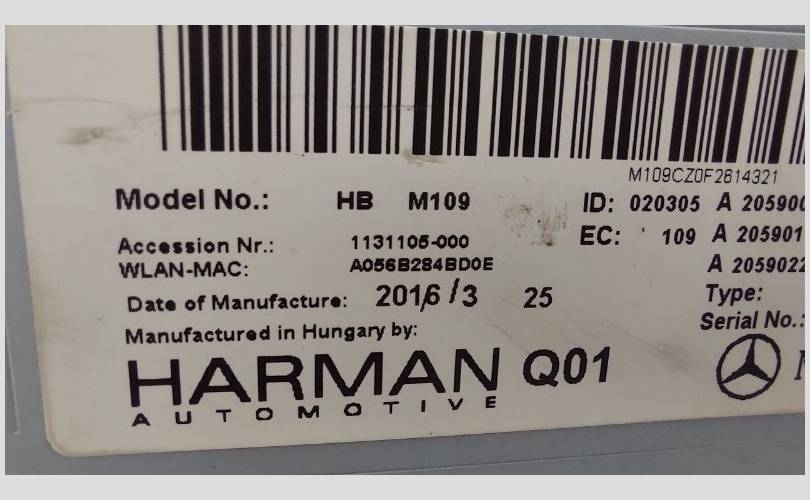 M109CZ0F2614321
Model No.: HB M109 ID: 020305 A 205900
Accession Nr.: 1131105-000 EC: 109 A 205901
WLAN-MAC: A056B284BD0E A 2059022
Date of Manufacture: 2016/3 25 Type:
Manufactured in Hungary by: Serial No.:
HARMAN Q01
AUTOMOTIVE